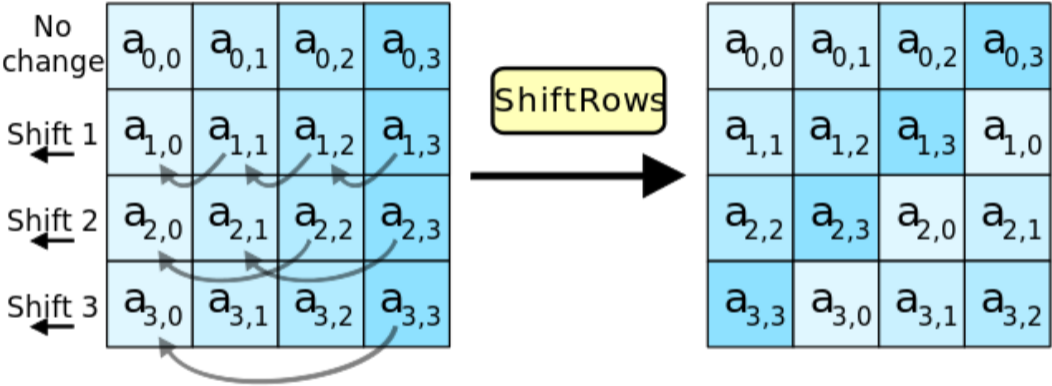 No
change
a0,0 a0,1 a0,2 a0,3
Shift 1
a1,0 a1,1 a1,2 a1,3
Shift 2
a2,0 a2,1 a2,2 a2,3
Shift 3
a3,0 a3,1 a3,2 a3,3
ShiftRows
a0,0 a0,1 a0,2 a0,3
a1,1 a1,2 a1,3 a1,0
a2,2 a2,3 a2,0 a2,1
a3,3 a3,0 a3,1 a3,2